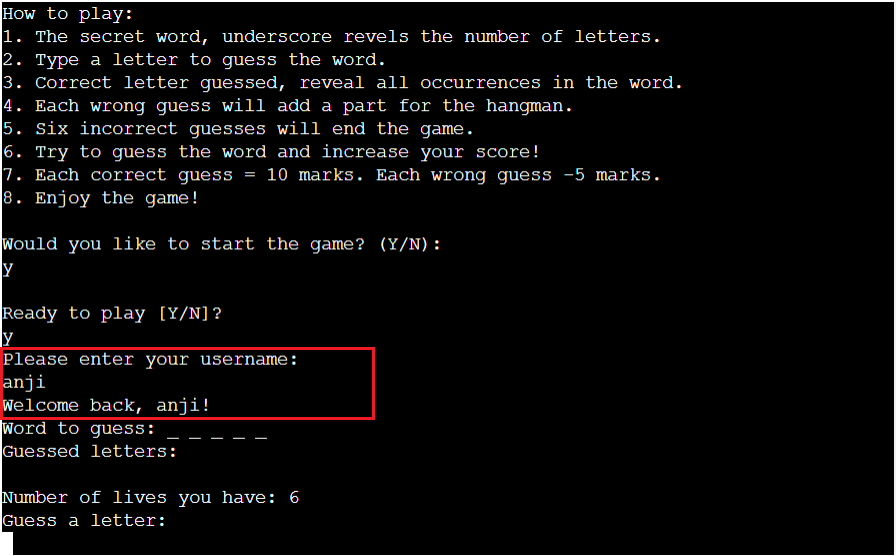 How to play:
1. The secret word, underscore revels the number of letters.
2. Type a letter to guess the word.
3. Correct letter guessed, reveal all occurrences in the word.
4. Each wrong guess will add a part for the hangman.
5. Six incorrect guesses will end the game.
6. Try to guess the word and increase your score!
7. Each correct guess = 10 marks. Each wrong guess -5 marks.
8. Enjoy the game!
Would you like to start the game? (Y/N):
y
Ready to play [Y/N]?
y
Please enter your username:
anji
Welcome back, anji!
Word to guess: _ _ _ _ _
Guessed letters:
Number of lives you have: 6
Guess a letter: